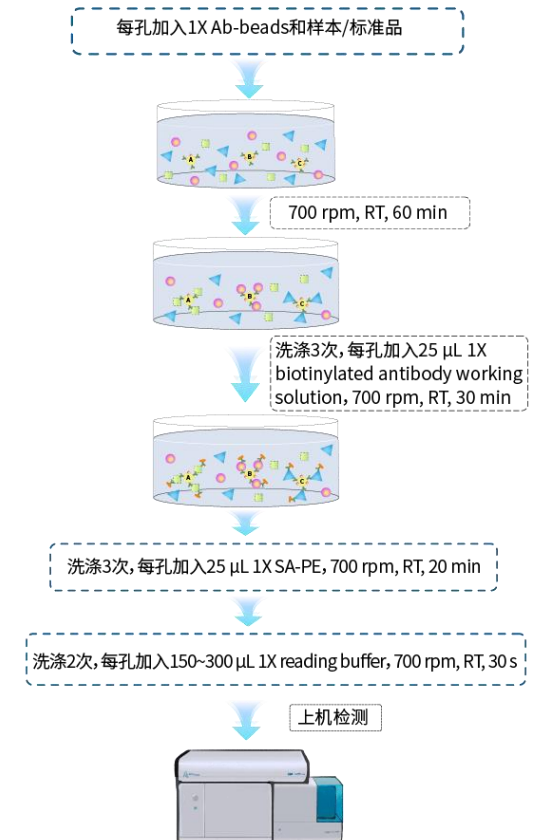 每孔加入1X Ab-beads和样本/标准品
A
B
C
700 rpm, RT, 60 min
A
B
C
洗涤3次，每孔加入25 µL 1X
biotinylated antibody working
solution，700 rpm, RT, 30 min
A
B
C
洗涤3次，每孔加入25 µL 1X SA-PE，700 rpm, RT, 20 min
洗涤2次，每孔加入150~300 µL 1X reading buffer，700 rpm, RT, 30 s
上机检测